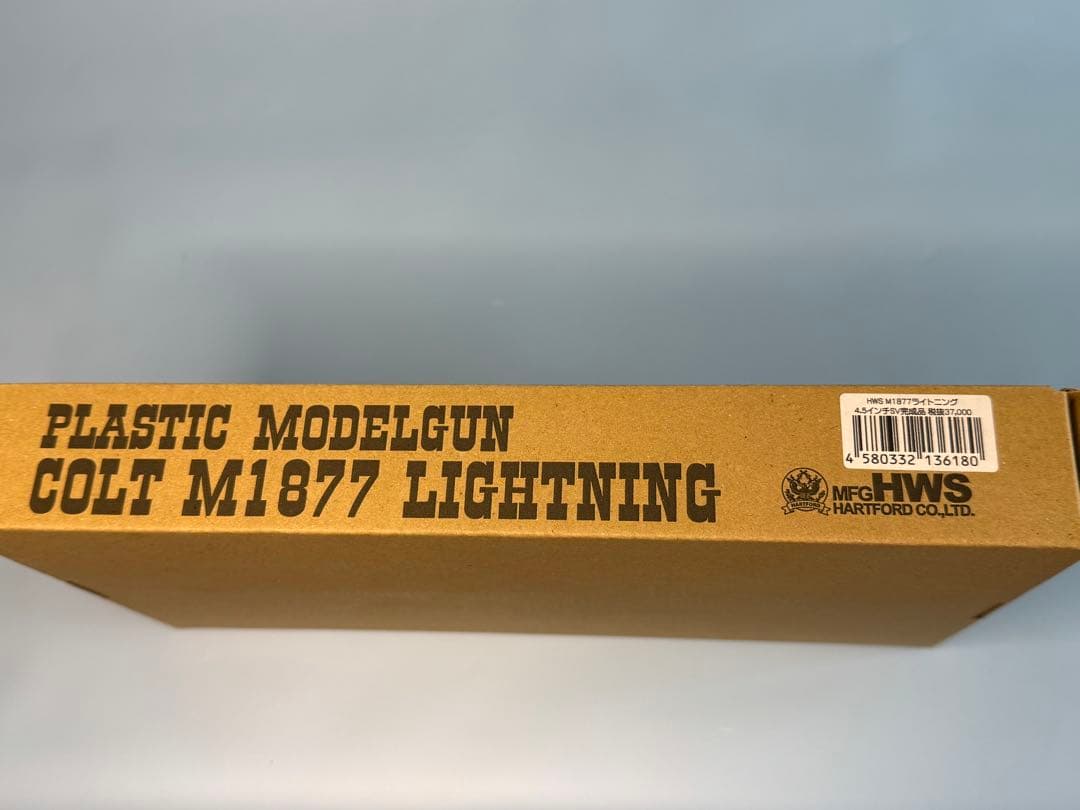 PLASTIC MODELGUN
COLT M1877 LIGHTNING
HWS M1877ライトニング
4.5インチSV完成品 税抜37,000
4 580332 136180
HARTFORD
MFG HWS
HARTFORD CO.,LTD.